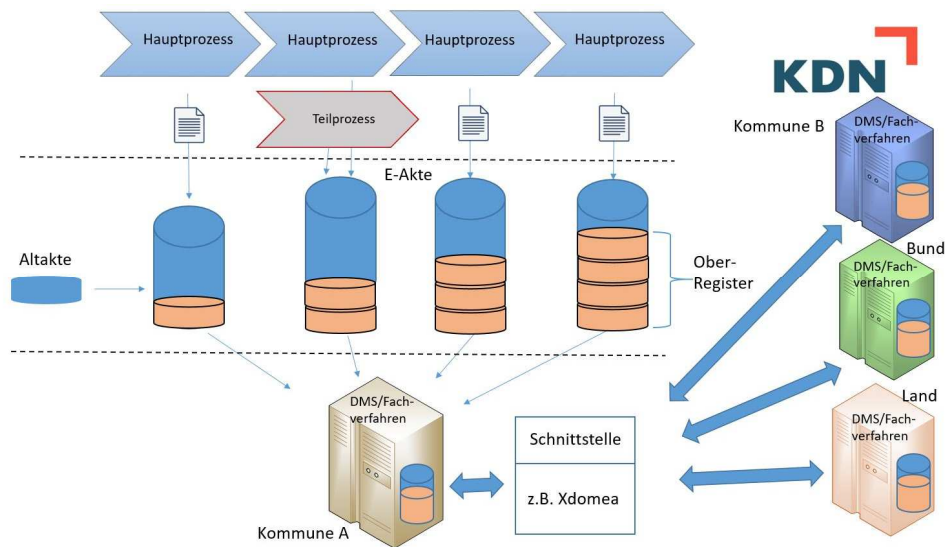 Hauptprozess
Hauptprozess
Hauptprozess
Hauptprozess
KDN
Teilprozess
Kommune B
DMS/Fach-
verfahren
E-Akte
Altakte
Ober-
Register
Bund
DMS/Fach-
verfahren
Land
DMS/Fach-
verfahren
DMS/Fach-
verfahren
Kommune A
Schnittstelle
z.B. Xdomea